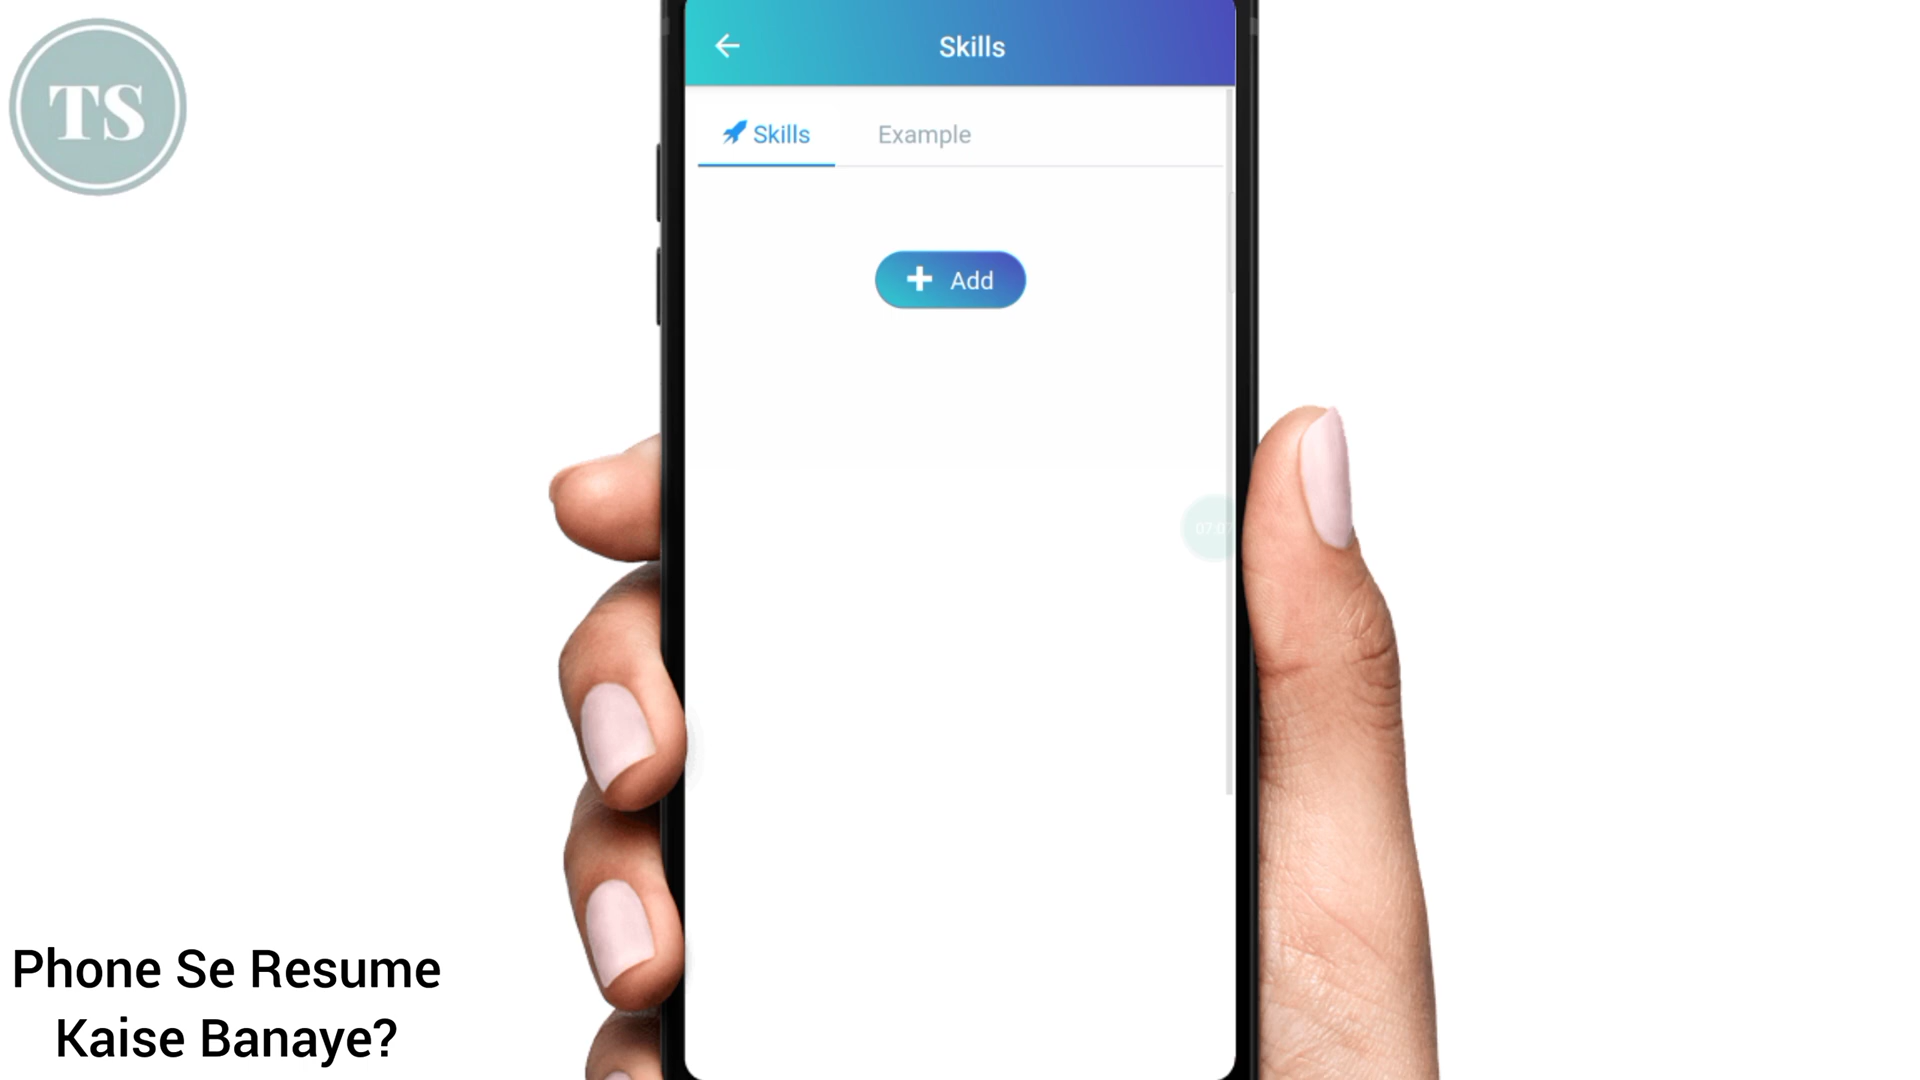 TS
Skills
Skills
Example
Add
Phone Se Resume
Kaise Banaye?